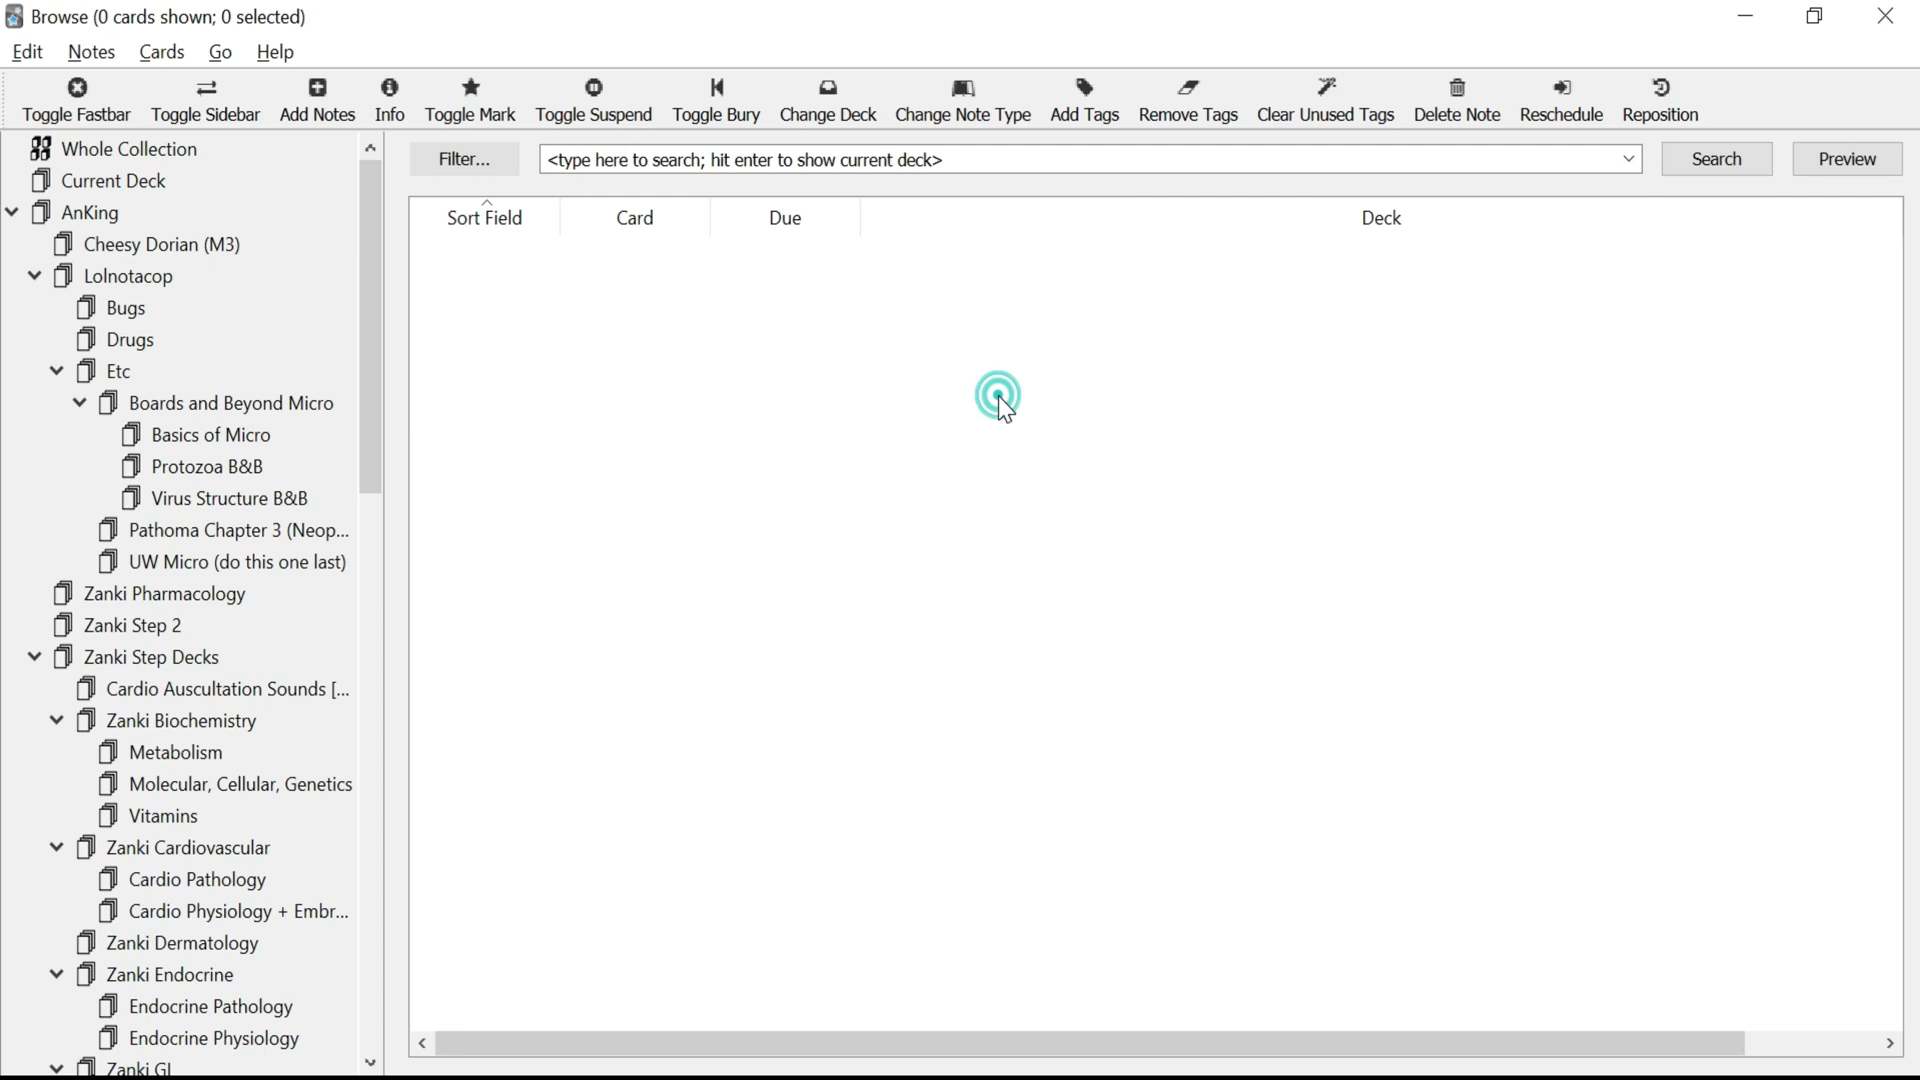 Browse (0 cards shown; 0 selected)
Edit Notes Cards Go Help
Toggle Fastbar Toggle Sidebar Add Notes Info Toggle Mark Toggle Suspend Toggle Bury Change Deck Change Note Type Add Tags Remove Tags Clear Unused Tags Delete Note Reschedule Reposition
Filter... <type here to search; hit enter to show current deck> Search Preview
Sort Field Card Due Deck
Whole Collection
Current Deck
AnKing
Cheesy Dorian (M3)
Lolnotacop
Bugs
Drugs
Etc
Boards and Beyond Micro
Basics of Micro
Protozoa B&B
Virus Structure B&B
Pathoma Chapter 3 (Neop...
UW Micro (do this one last)
Zanki Pharmacology
Zanki Step 2
Zanki Step Decks
Cardio Auscultation Sounds [...
Zanki Biochemistry
Metabolism
Molecular, Cellular, Genetics
Vitamins
Zanki Cardiovascular
Cardio Pathology
Cardio Physiology + Embr...
Zanki Dermatology
Zanki Endocrine
Endocrine Pathology
Endocrine Physiology
Zanki GI